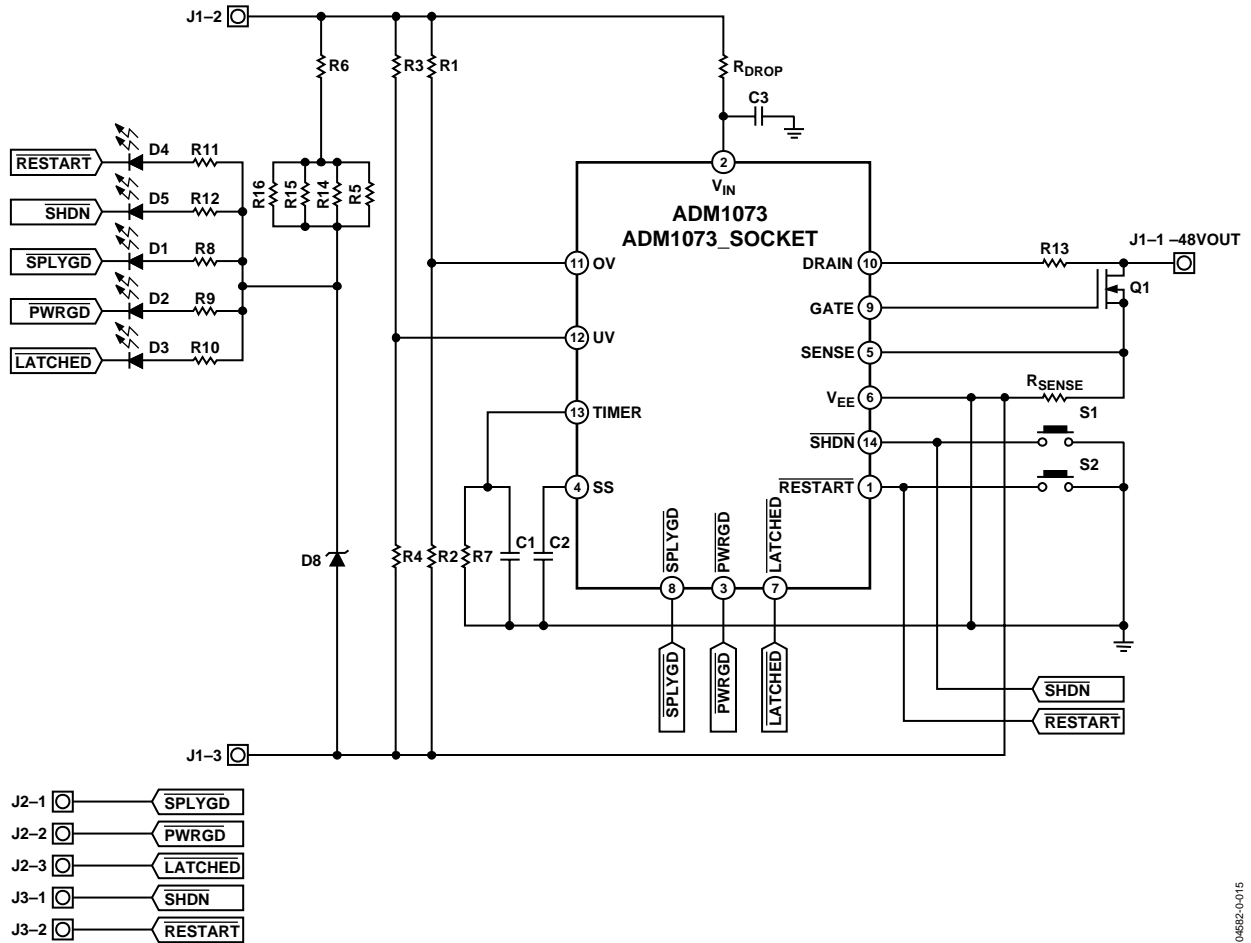 J1–2
R6
R3
R1
RDROP
C3
RESTART
D4
R11
SHDN
D5
R12
SPLYGD
D1
R8
PWRGD
D2
R9
LATCHED
D3
R10
R16
R15
R14
R5
2
VIN
ADM1073
ADM1073_SOCKET
11 OV
12 UV
13 TIMER
4 SS
DRAIN 10
GATE 9
SENSE 5
VEE 6
SHDN 14
RESTART 1
SPLYGD
PWRGD
LATCHED
8
3
7
R13
J1–1 –48VOUT
Q1
RSENSE
S1
S2
D8
R4
R2
R7
C1
C2
SPLYGD
PWRGD
LATCHED
SHDN
RESTART
J1–3
J2–1 SPLYGD
J2–2 PWRGD
J2–3 LATCHED
J3–1 SHDN
J3–2 RESTART
04582-0-015